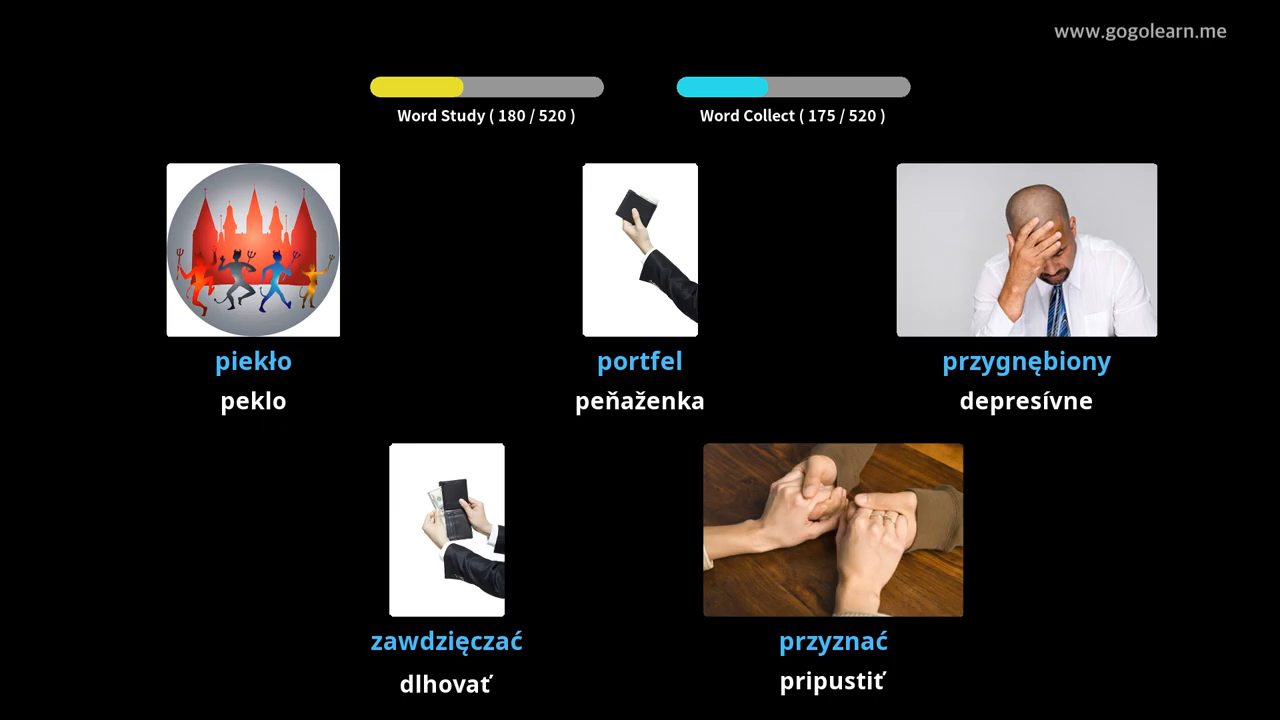 www.gogolearn.me
Word Study ( 180 / 520 )
Word Collect ( 175 / 520 )
piekło
portfel
przygnębiony
peklo
peňaženka
depresívne
zawdzięczać
przyznać
dlhovať
pripustiť